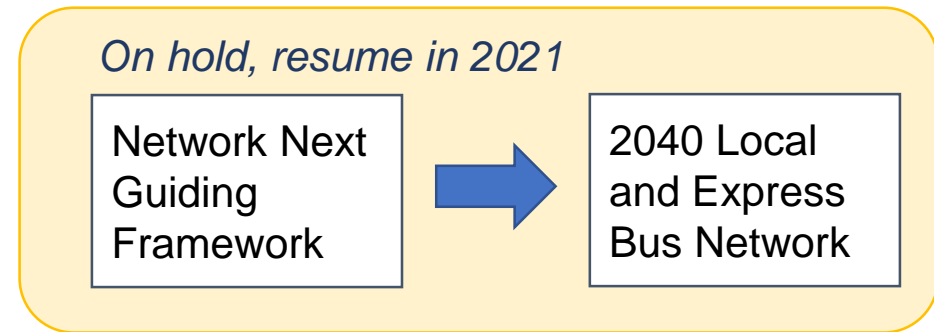 On hold, resume in 2021
Network Next
Guiding
Framework
2040 Local
and Express
Bus Network